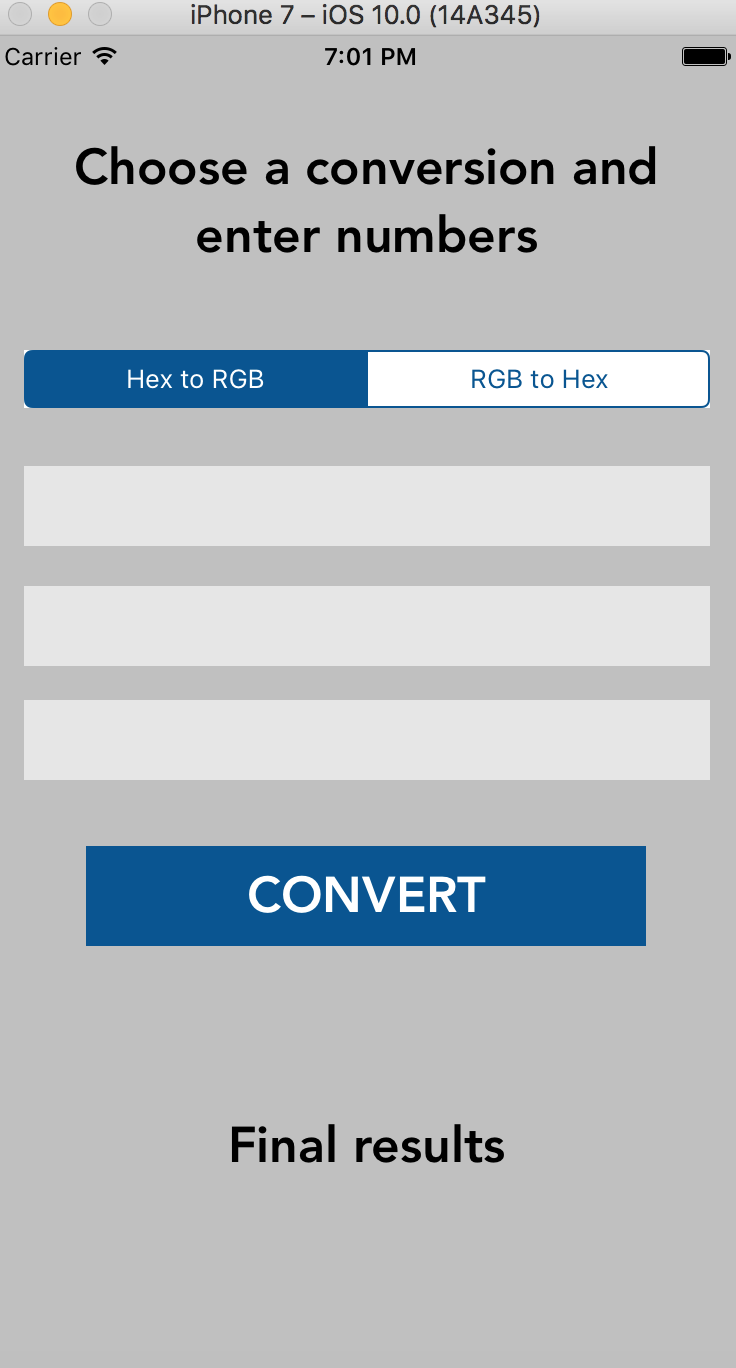 iPhone 7 – iOS 10.0 (14A345)
Carrier 7:01 PM
Choose a conversion and
enter numbers
Hex to RGB RGB to Hex
CONVERT
Final results